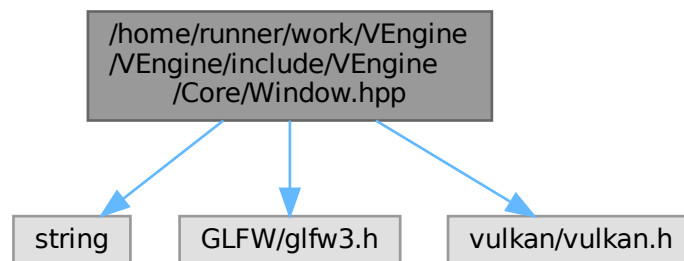 /home/runner/work/VEngine
/VEngine/include/VEngine
/Core/Window.hpp
string
GLFW/glfw3.h
vulkan/vulkan.h